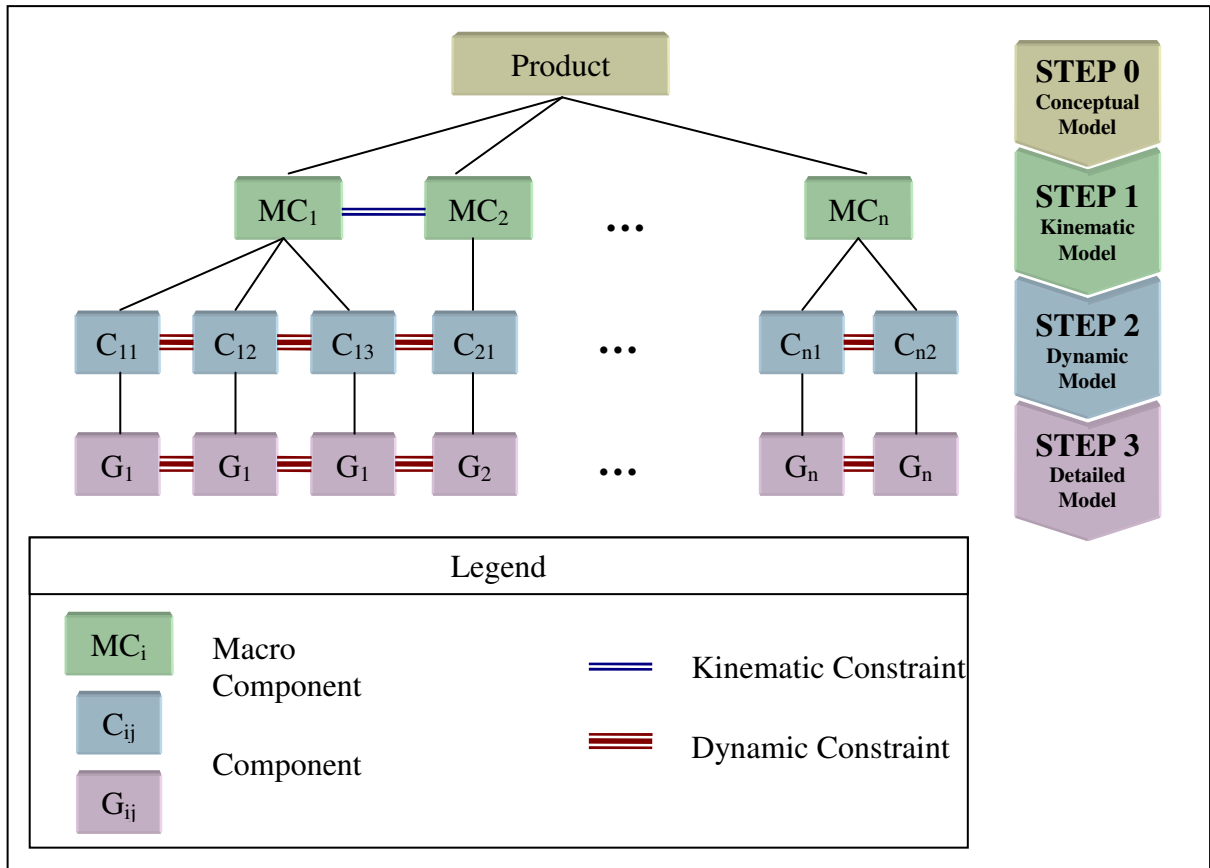 Product
STEP 0
Conceptual
Model
MC1 MC2 ... MCn
STEP 1
Kinematic
Model
C11 C12 C13 C21 ... Cn1 Cn2
STEP 2
Dynamic
Model
G1 G1 G1 G2 ... Gn Gn
STEP 3
Detailed
Model
Legend
MCi
Macro
Component
Kinematic Constraint
Cij
Component
Dynamic Constraint
Gij